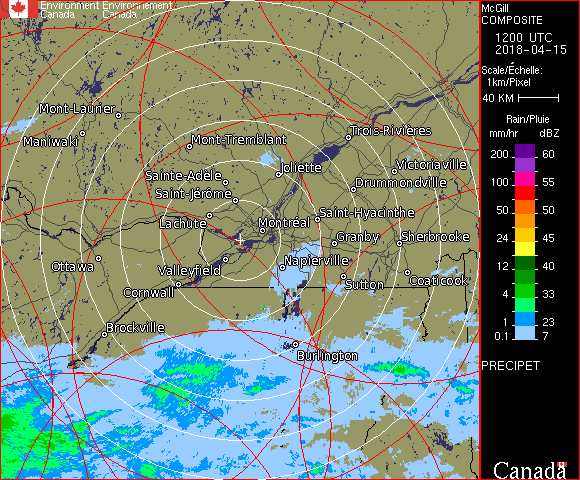 Environment Environnement
Canada Canada
McGill
COMPOSITE
1200 UTC
2018-04-15
Scale/Échelle:
1km/Pixel
40 KM
Rain/Pluie
mm/hr dBZ
200 60
150 57
100 55
50 50
24 45
12 40
4 33
1 23
0.1 7
PRECIPET
Canada
Mont-Laurier
Maniwaki
Mont-Tremblant
Trois-Rivières
Sainte-Adèle
Joliette
Victoriaville
Saint-Jérôme
Drummondville
Lachute
Montréal
Saint-Hyacinthe
Granby
Sherbrooke
Ottawa
Valleyfield
Napierville
Cornwall
Sutton
Coaticook
Brockville
Burlington